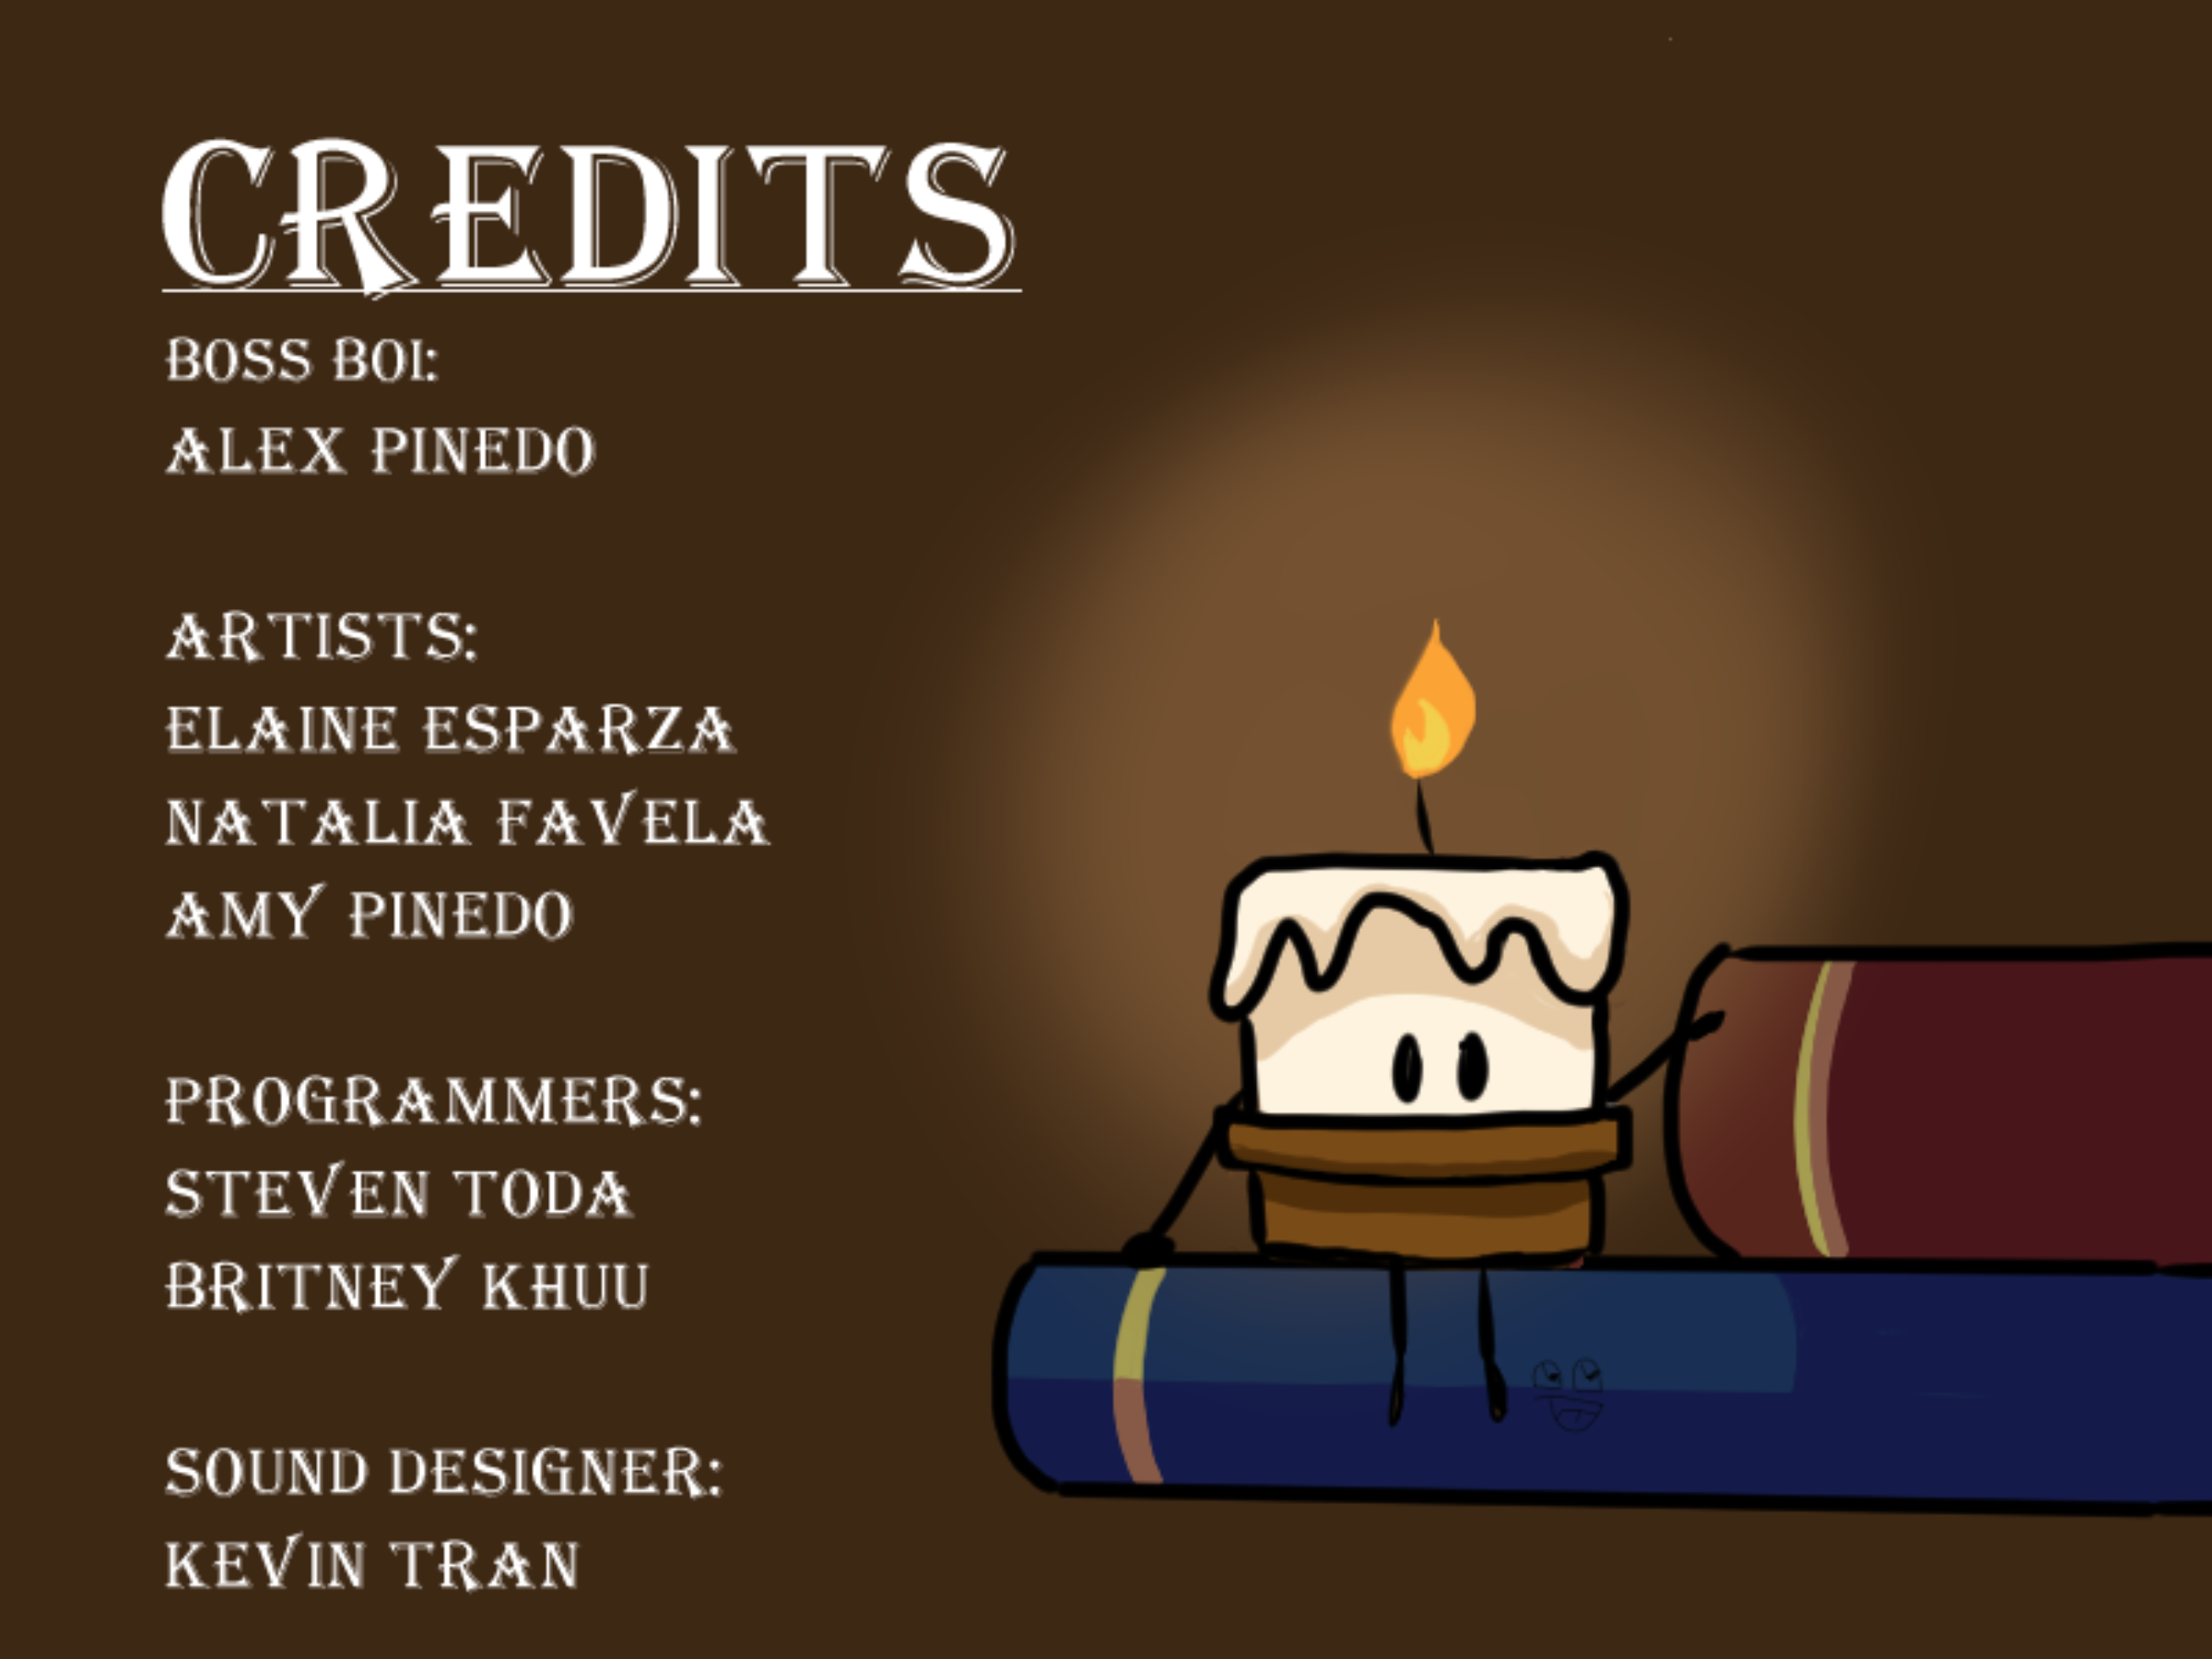 CREDITS
BOSS BOI:
ALEX PINEDO
ARTISTS:
ELAINE ESPARZA
NATALIA FAVELA
AMY PINEDO
PROGRAMMERS:
STEVEN TODA
BRITNEY KHUU
SOUND DESIGNER:
KEVIN TRAN